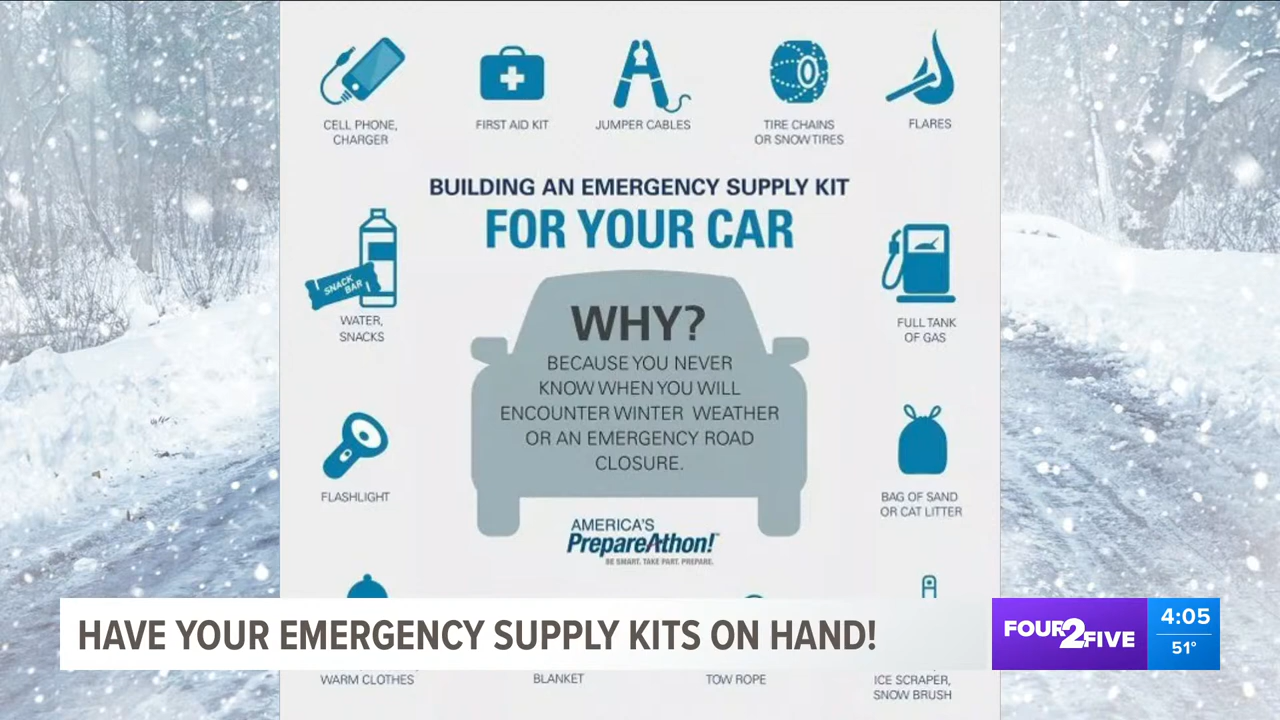 CELL PHONE,
CHARGER
FIRST AID KIT
JUMPER CABLES
TIRE CHAINS
OR SNOW TIRES
FLARES
BUILDING AN EMERGENCY SUPPLY KIT
FOR YOUR CAR
SNACK
BAR
WATER,
SNACKS
FULL TANK
OF GAS
WHY?
BECAUSE YOU NEVER
KNOW WHEN YOU WILL
ENCOUNTER WINTER WEATHER
OR AN EMERGENCY ROAD
CLOSURE.
FLASHLIGHT
BAG OF SAND
OR CAT LITTER
AMERICA'S
PrepareAthon!
BE SMART. TAKE PART. PREPARE.
HAVE YOUR EMERGENCY SUPPLY KITS ON HAND!
FOUR2FIVE
4:05
51°
WARM CLOTHES
BLANKET
TOW ROPE
ICE SCRAPER,
SNOW BRUSH